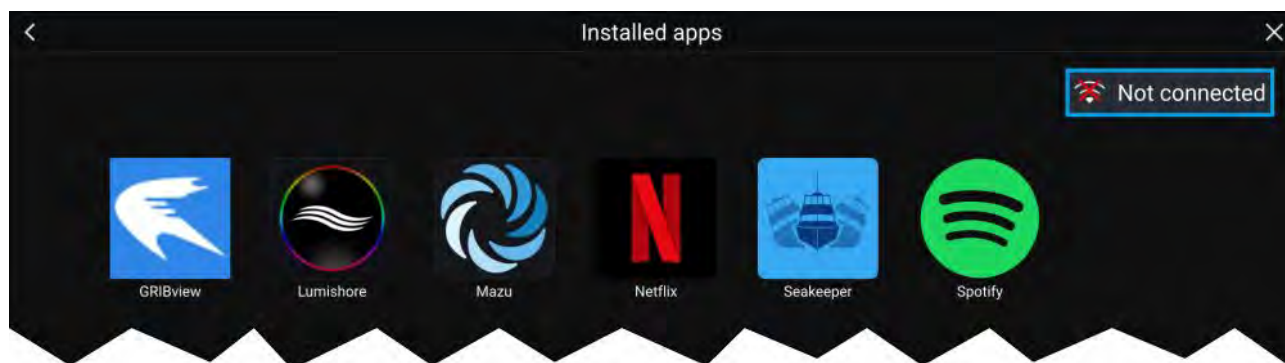 Installed apps
Not connected
N
GRIBview
Lumishore
Mazu
Netflix
Seakeeper
Spotify